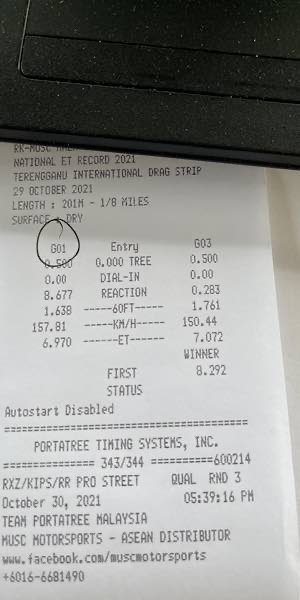 RK-MUSC
NATIONAL ET RECORD 2021
TERENGGANU INTERNATIONAL DRAG STRIP
29 OCTOBER 2021
LENGTH : 201M - 1/8 MILES
SURFACE : DRY
G01 Entry G03
0.500 0.000 TREE 0.500
0.00 DIAL-IN 0.00
8.677 REACTION 0.283
1.638 -----60FT----- 1.761
157.81 -----KM/H----- 150.44
6.970 ------ET------ 7.072
WINNER
FIRST 8.292
STATUS
Autostart Disabled
========================================
PORTATREE TIMING SYSTEMS, INC.
=============== 343/344 ==========600214
RXZ/KIPS/RR PRO STREET QUAL RND 3
October 30, 2021 05:39:16 PM
TEAM PORTATREE MALAYSIA
MUSC MOTORSPORTS - ASEAN DISTRIBUTOR
www.facebook.com/muscmotorsports
+6016-6681490